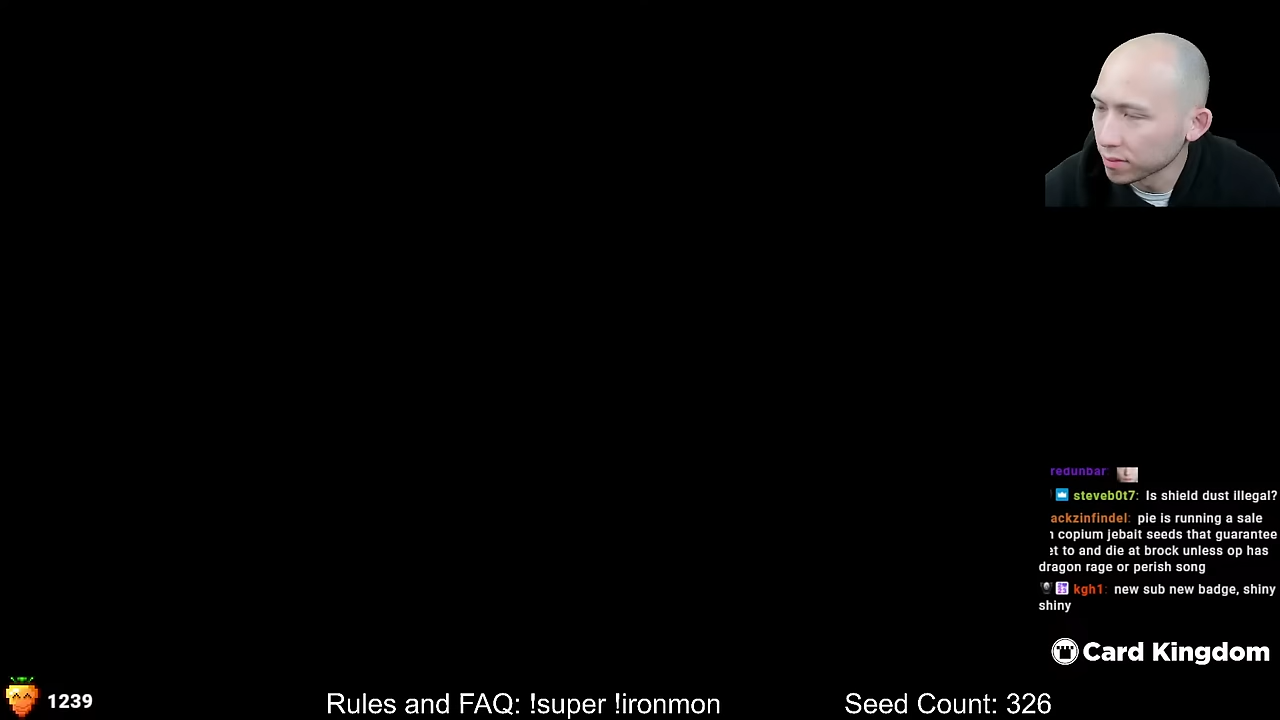 redunbar
steveb0t7: Is shield dust illegal?
ackzinfindel: pie is running a sale
copium jebait seeds that guarantee
et to and die at brock unless op has
dragon rage or perish song
kgh1: new sub new badge, shiny
shiny
Card Kingdom
1239
Rules and FAQ: !super !ironmon
Seed Count: 326